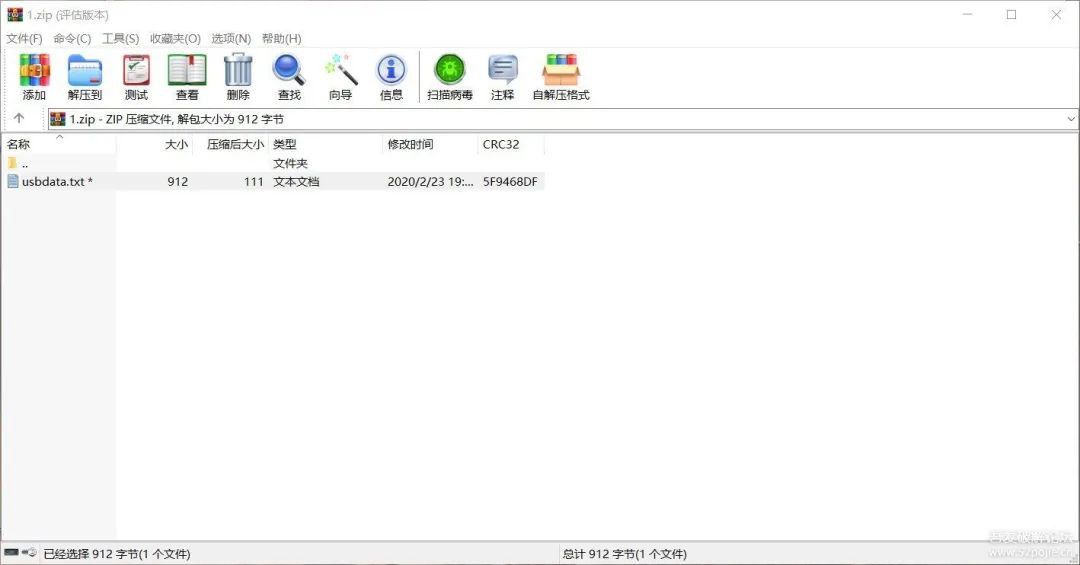 1.zip (评估版本)
文件(F) 命令(C) 工具(S) 收藏夹(O) 选项(N) 帮助(H)
添加 解压到 测试 查看 删除 查找 向导 信息 扫描病毒 注释 自解压格式
1.zip - ZIP 压缩文件, 解包大小为 912 字节
名称 大小 压缩后大小 类型 修改时间 CRC32
.. 文件夹
usbdata.txt * 912 111 文本文档 2020/2/23 19:... 5F9468DF
已经选择 912 字节(1 个文件) 总计 912 字节(1 个文件)
吾爱破解论坛
www.52pojie.cn